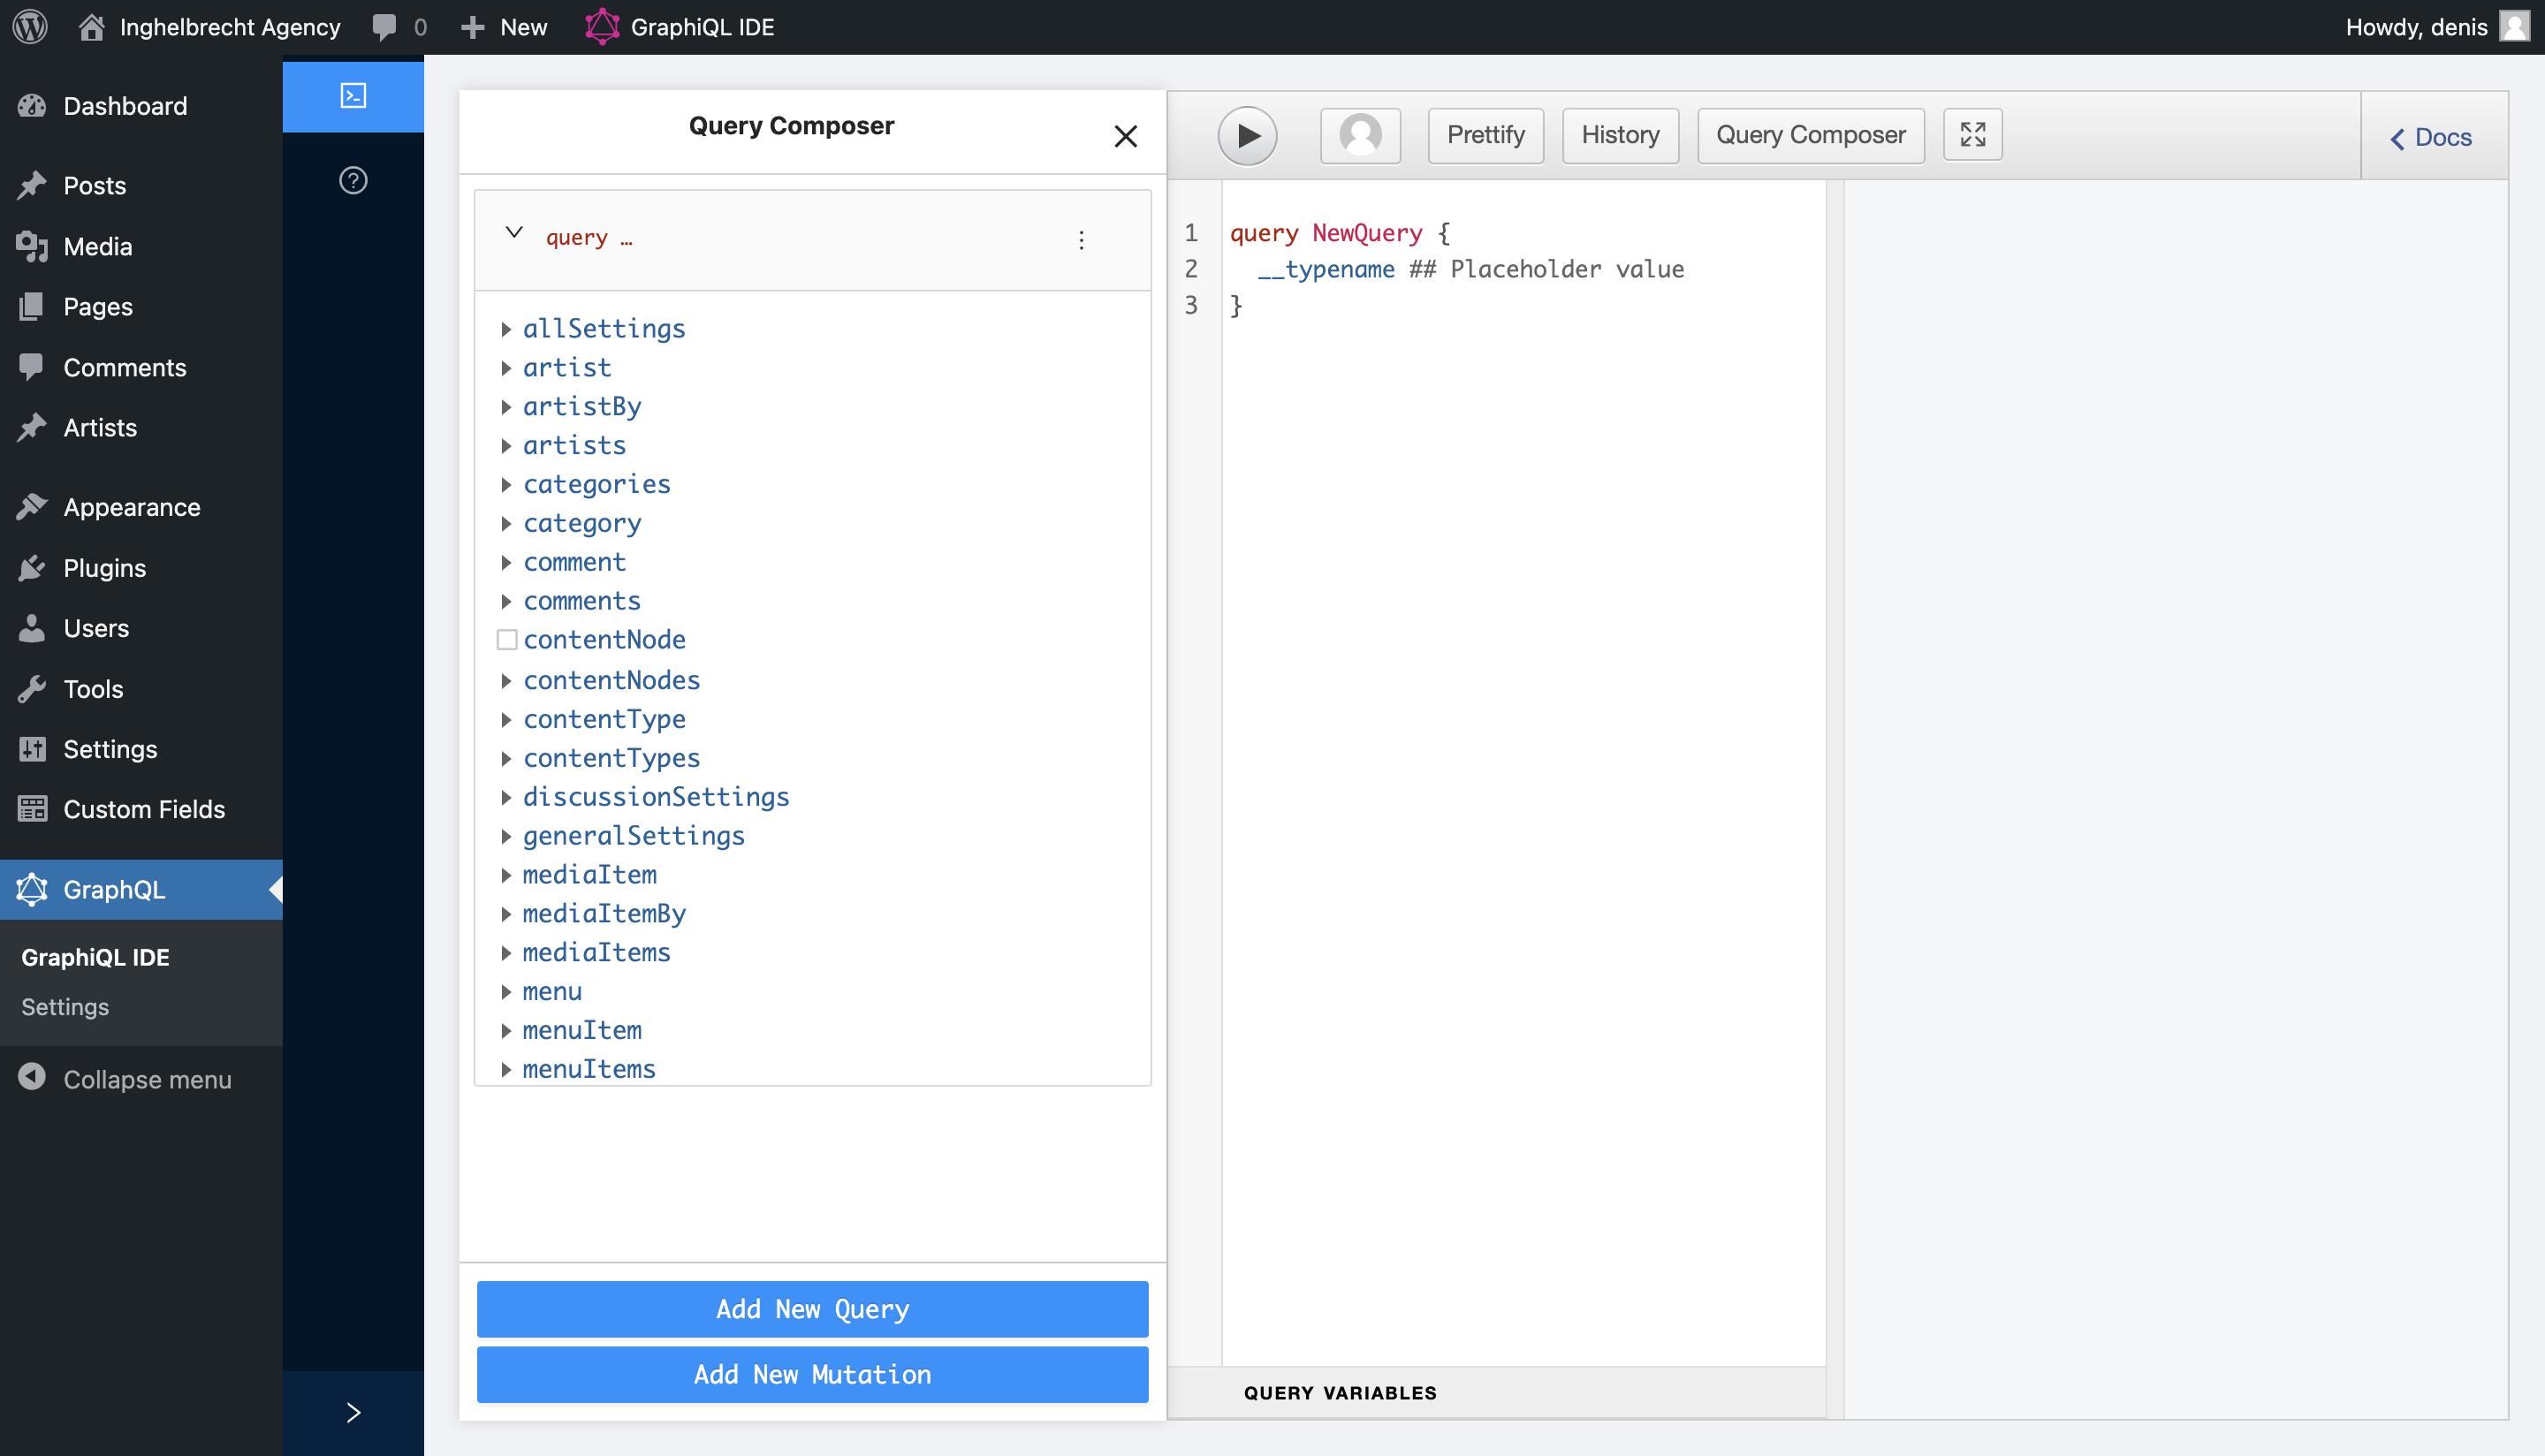 Inghelbrecht Agency 0 New GraphiQL IDE Howdy, denis
Dashboard
Posts
Media
Pages
Comments
Artists
Appearance
Plugins
Users
Tools
Settings
Custom Fields
GraphQL
GraphiQL IDE
Settings
Collapse menu
Query Composer
query …
allSettings
artist
artistBy
artists
categories
category
comment
comments
contentNode
contentNodes
contentType
contentTypes
discussionSettings
generalSettings
mediaItem
mediaItemBy
mediaItems
menu
menuItem
menuItems
Add New Query
Add New Mutation
Prettify History Query Composer Docs
1 query NewQuery {
2 __typename ## Placeholder value
3 }
QUERY VARIABLES